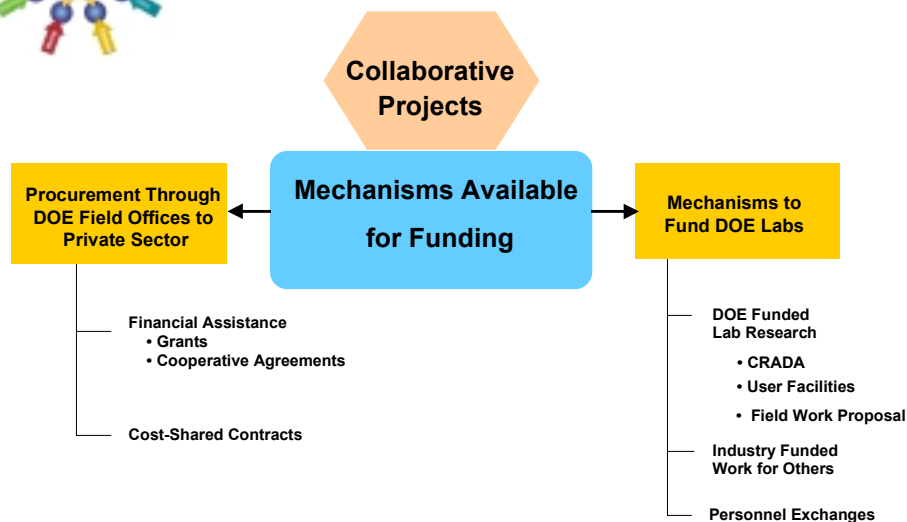 Collaborative
Projects
Mechanisms Available
for Funding
Procurement Through
DOE Field Offices to
Private Sector
Financial Assistance
• Grants
• Cooperative Agreements
Cost-Shared Contracts
Mechanisms to
Fund DOE Labs
DOE Funded
Lab Research
• CRADA
• User Facilities
• Field Work Proposal
Industry Funded
Work for Others
Personnel Exchanges